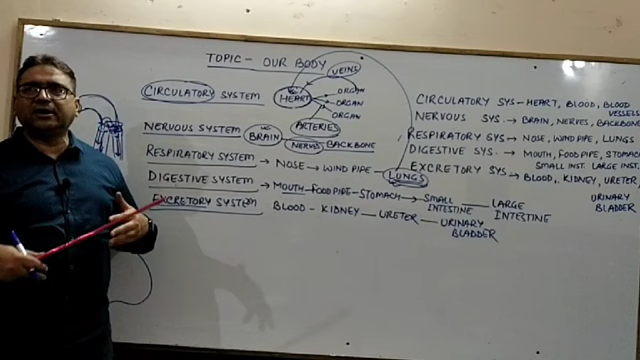 TOPIC - OUR BODY
VEINS
CIRCULATORY SYSTEM
HEART
ORGAN
ORGAN
ORGAN
ARTERIES
NERVOUS SYSTEM BRAIN NERVES BACKBONE
RESPIRATORY SYSTEM → NOSE → WIND PIPE - LUNGS
DIGESTIVE SYSTEM → MOUTH - FOOD PIPE - STOMACH → SMALL INTESTINE — LARGE INTESTINE
EXCRETORY SYSTEM BLOOD - KIDNEY — URETER — URINARY BLADDER
CIRCULATORY SYS - HEART, BLOOD, BLOOD VESSELS
NERVOUS SYS. → BRAIN, NERVES, BACKBONE
RESPIRATORY SYS → NOSE, WIND PIPE, LUNGS
DIGESTIVE SYS. → MOUTH, FOOD PIPE, STOMACH
SMALL INST. LARGE INST.
EXCRETORY SYS → BLOOD, KIDNEY, URETER,
URINARY
BLADDER